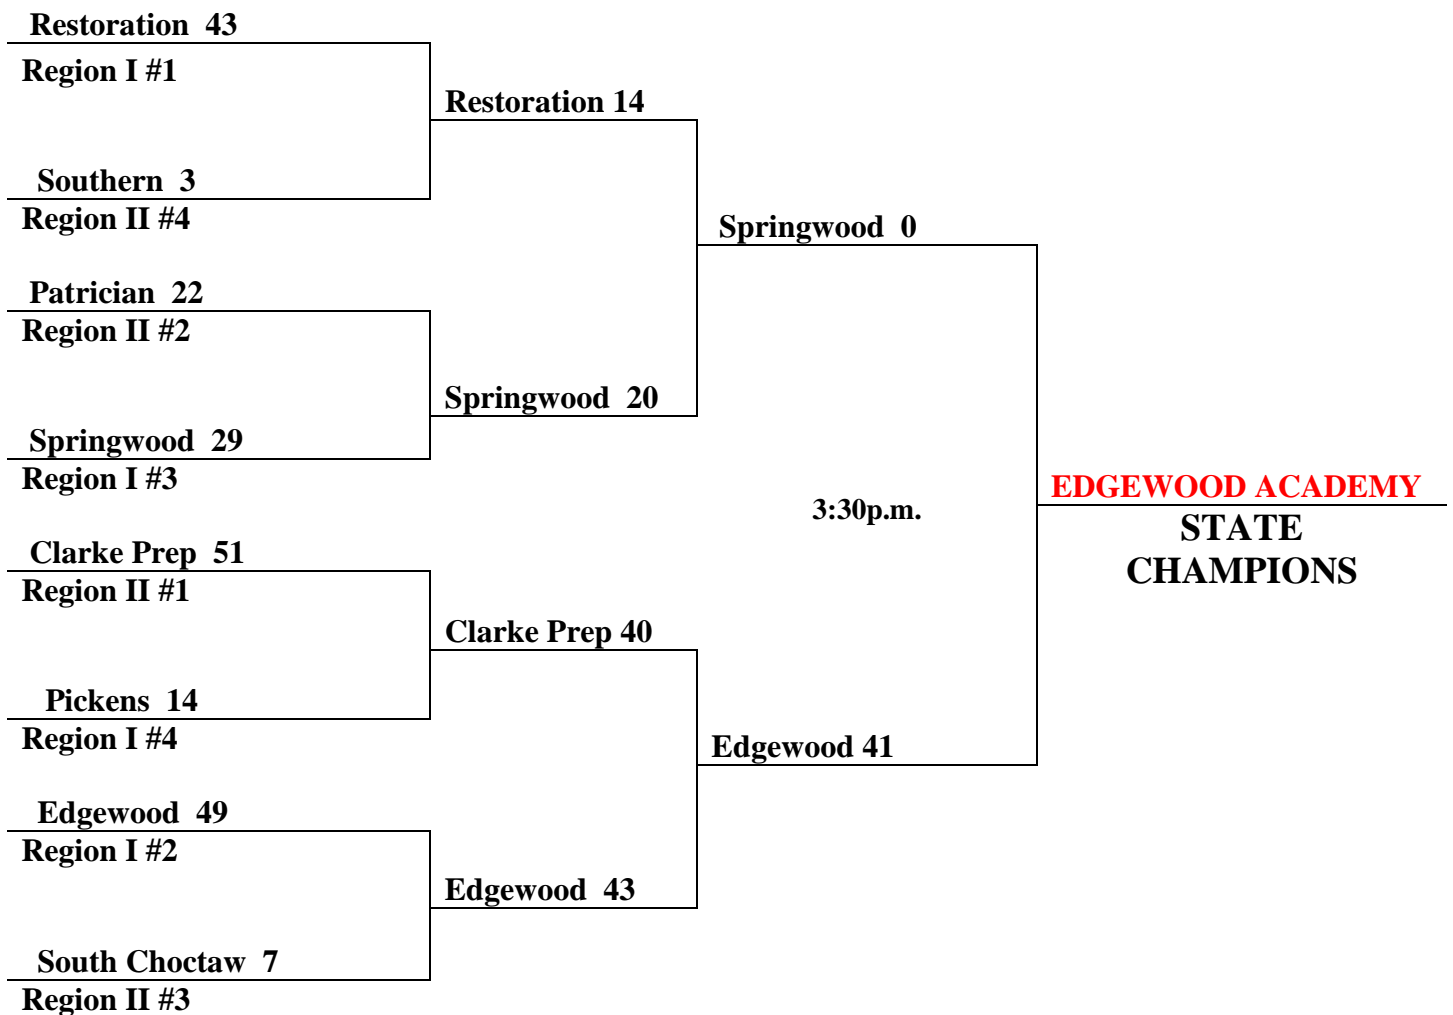 Restoration 43
Region I #1
Restoration 14
Southern 3
Region II #4
Springwood 0
Patrician 22
Region II #2
Springwood 20
Springwood 29
Region I #3
EDGEWOOD ACADEMY
3:30p.m.
STATE
CHAMPIONS
Clarke Prep 51
Region II #1
Clarke Prep 40
Pickens 14
Region I #4
Edgewood 41
Edgewood 49
Region I #2
Edgewood 43
South Choctaw 7
Region II #3